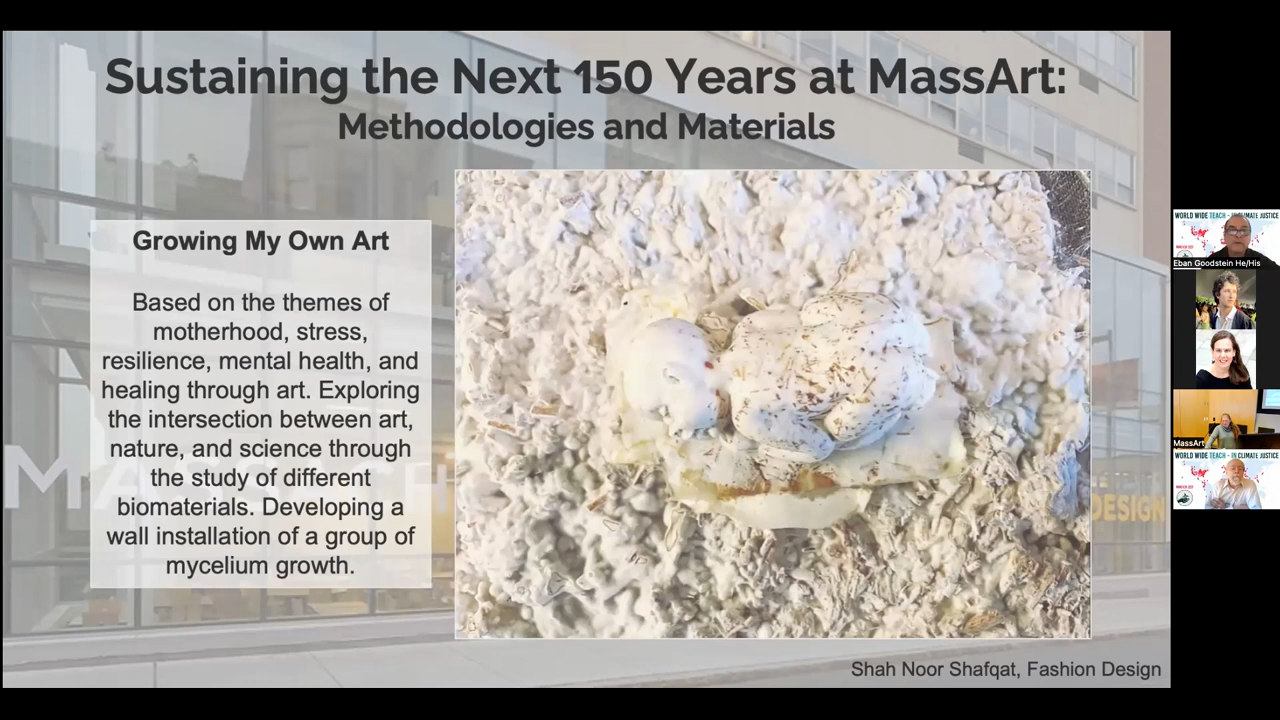 Sustaining the Next 150 Years at MassArt:
Methodologies and Materials
Growing My Own Art
Based on the themes of
motherhood, stress,
resilience, mental health, and
healing through art. Exploring
the intersection between art,
nature, and science through
the study of different
biomaterials. Developing a
wall installation of a group of
mycelium growth.
DESIGN
Shah Noor Shafqat, Fashion Design
WORLD WIDE TEACH-IN CLIMATE JUSTICE
Eban Goodstein He/His
MassArt
WORLD WIDE TEACH-IN CLIMATE JUSTICE